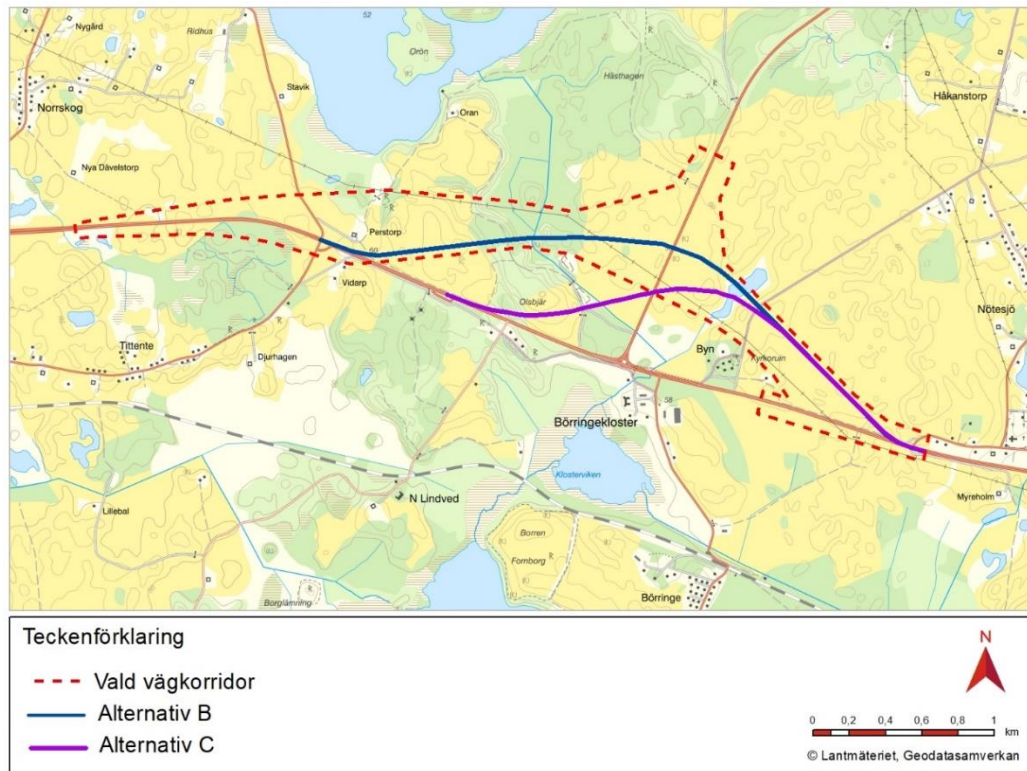 52
Nygård
Ridhus
Orön
Stavik
Hästhagen
Håkanstorp
Norrskog
Oran
Nya Dävelstorp
Perstorp
60
Vidarp
Olsbjär
Nötesjö
Tittente
Djurhagen
Byn
Kyrkoruin
58
Börringekloster
Klosterviken
N Lindved
Lillebal
Myreholm
Borren
Fornborg
Borglämning
Börringe
Teckenförklaring
Vald vägkorridor
Alternativ B
Alternativ C
N
0 0,2 0,4 0,6 0,8 1
km
© Lantmäteriet, Geodatasamverkan